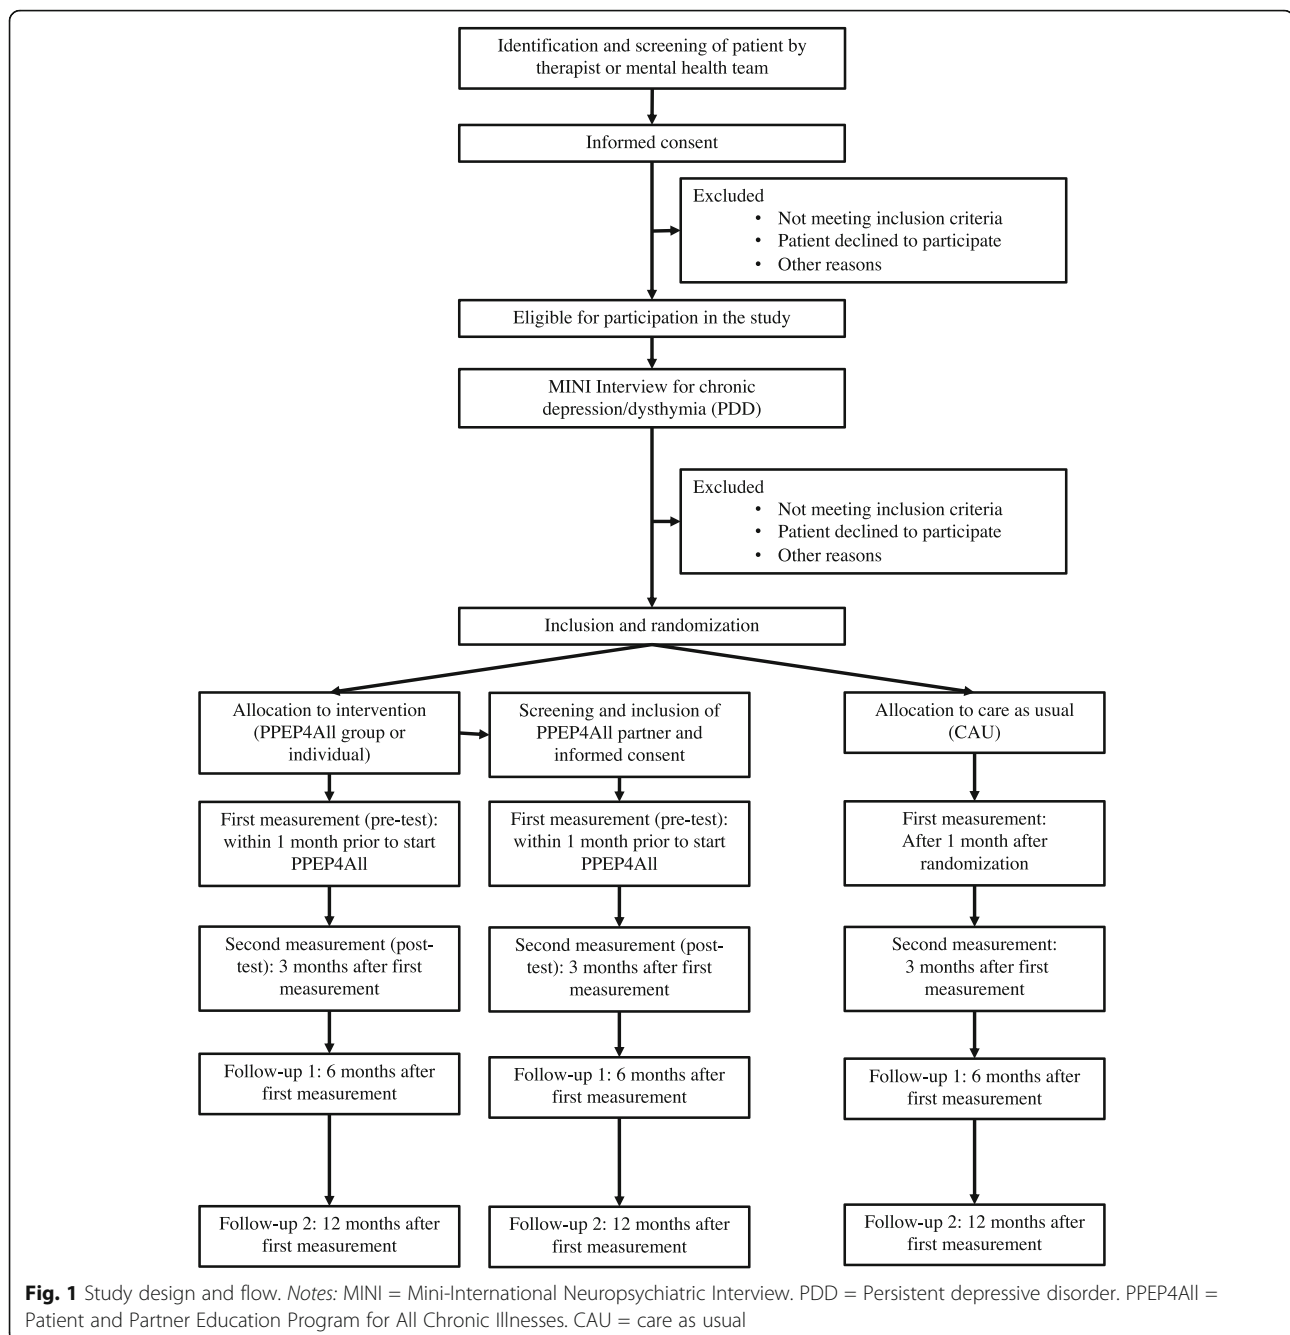 Identification and screening of patient by
therapist or mental health team
Informed consent
Excluded
• Not meeting inclusion criteria
• Patient declined to participate
• Other reasons
Eligible for participation in the study
MINI Interview for chronic
depression/dysthymia (PDD)
Excluded
• Not meeting inclusion criteria
• Patient declined to participate
• Other reasons
Inclusion and randomization
Allocation to intervention
(PPEP4All group or
individual)
Screening and inclusion of
PPEP4All partner and
informed consent
Allocation to care as usual
(CAU)
First measurement (pre-test):
within 1 month prior to start
PPEP4All
First measurement (pre-test):
within 1 month prior to start
PPEP4All
First measurement:
After 1 month after
randomization
Second measurement (post-
test): 3 months after first
measurement
Second measurement (post-
test): 3 months after first
measurement
Second measurement:
3 months after first
measurement
Follow-up 1: 6 months after
first measurement
Follow-up 1: 6 months after
first measurement
Follow-up 1: 6 months after
first measurement
Follow-up 2: 12 months after
first measurement
Follow-up 2: 12 months after
first measurement
Follow-up 2: 12 months after
first measurement
Fig. 1 Study design and flow. Notes: MINI = Mini-International Neuropsychiatric Interview. PDD = Persistent depressive disorder. PPEP4All =
Patient and Partner Education Program for All Chronic Illnesses. CAU = care as usual